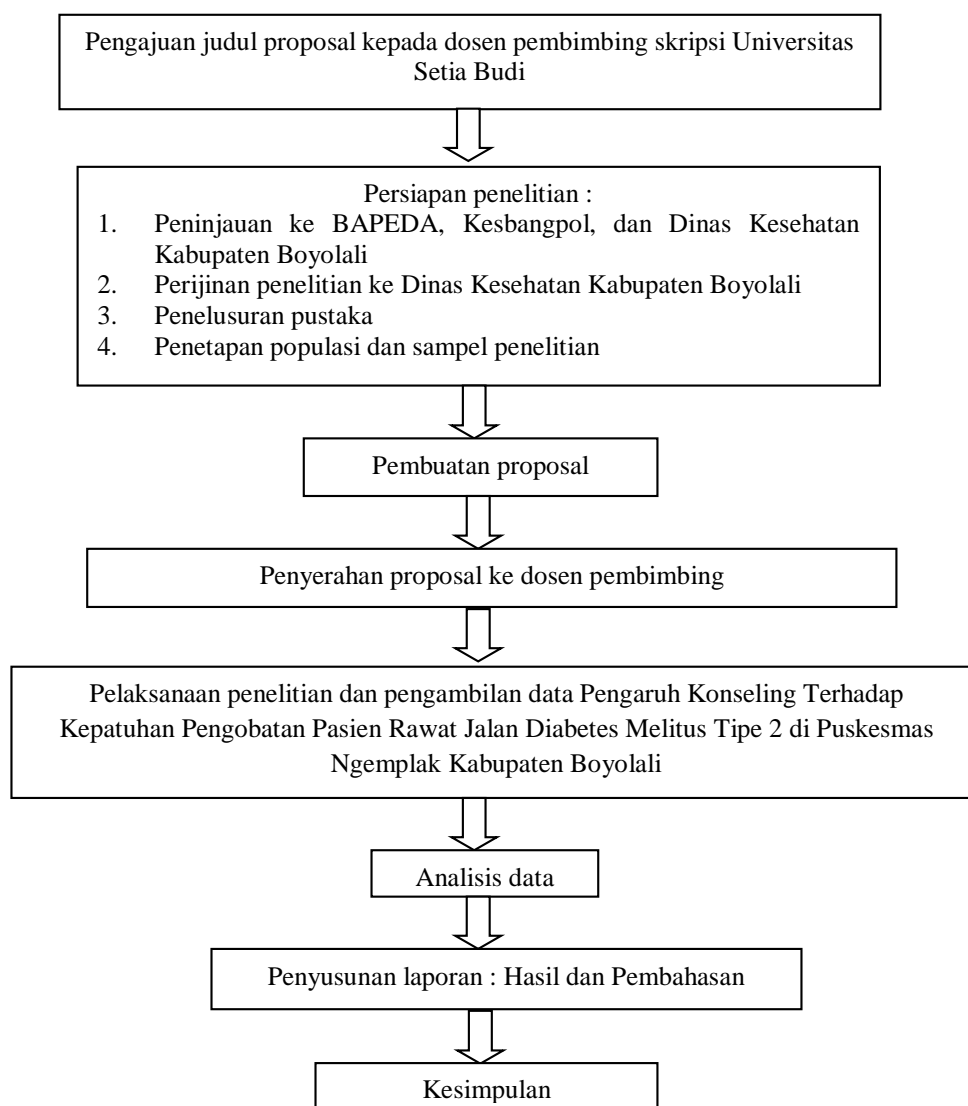 Pengajuan judul proposal kepada dosen pembimbing skripsi Universitas
Setia Budi
Persiapan penelitian :
1. Peninjauan ke BAPEDA, Kesbangpol, dan Dinas Kesehatan
Kabupaten Boyolali
2. Perijinan penelitian ke Dinas Kesehatan Kabupaten Boyolali
3. Penelusuran pustaka
4. Penetapan populasi dan sampel penelitian
Pembuatan proposal
Penyerahan proposal ke dosen pembimbing
Pelaksanaan penelitian dan pengambilan data Pengaruh Konseling Terhadap
Kepatuhan Pengobatan Pasien Rawat Jalan Diabetes Melitus Tipe 2 di Puskesmas
Ngemplak Kabupaten Boyolali
Analisis data
Penyusunan laporan : Hasil dan Pembahasan
Kesimpulan